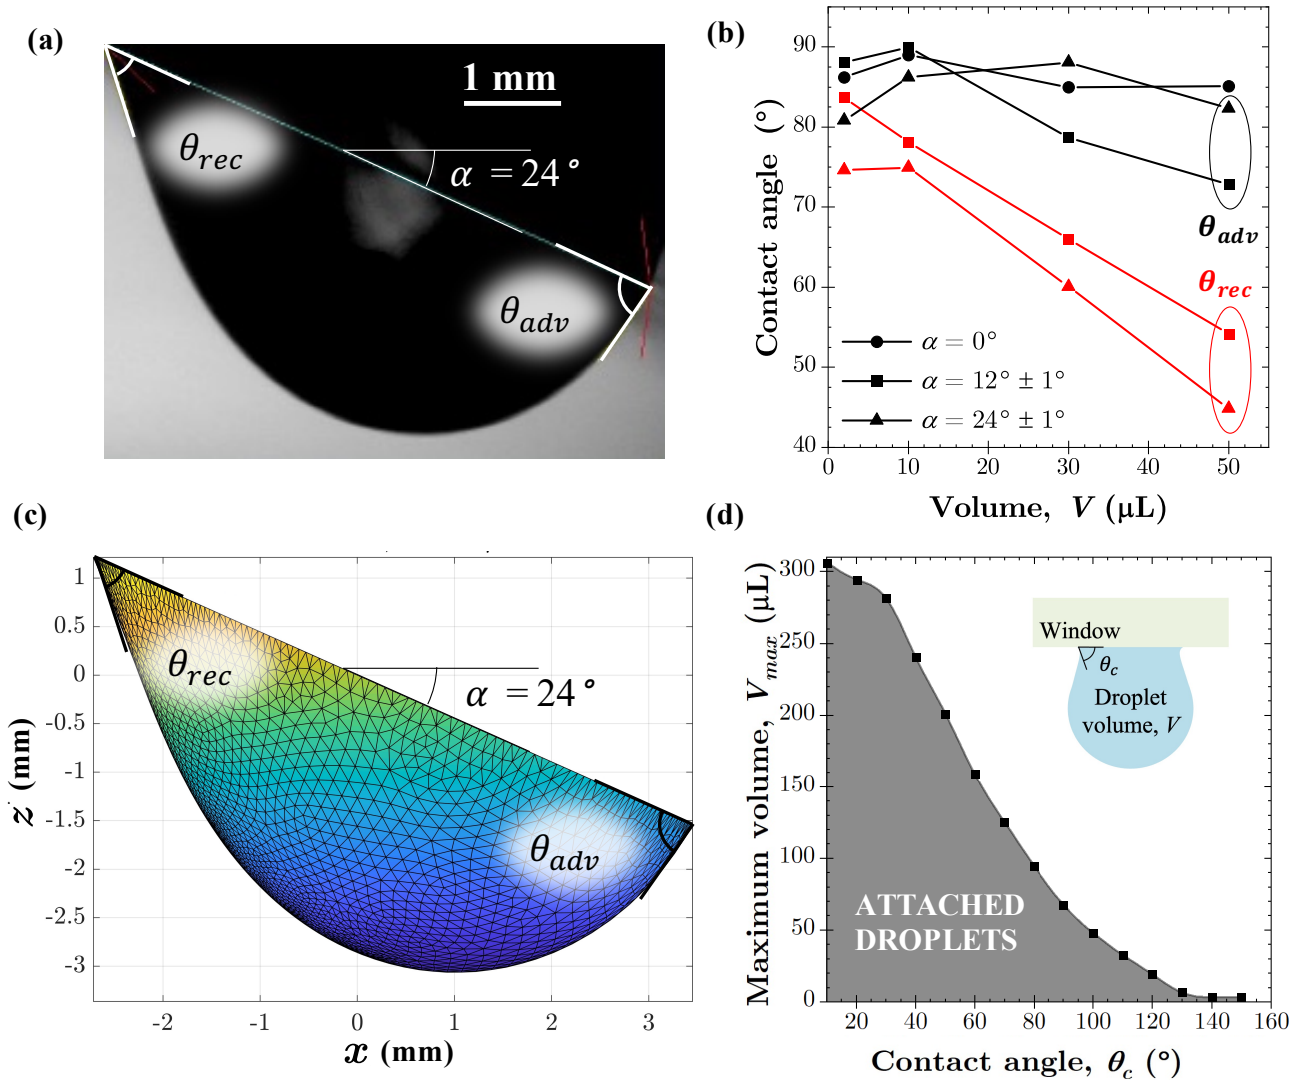 (a)
1 mm
θrec
α = 24°
θadv
(b)
90
80
70
60
50
40
Contact angle (°)
θadv
θrec
α = 0°
α = 12° ± 1°
α = 24° ± 1°
0 10 20 30 40 50
Volume, V (μL)
(c)
1
0.5
0
-0.5
-1
-1.5
-2
-2.5
-3
z (mm)
θrec
α = 24°
θadv
-2 -1 0 1 2 3
x (mm)
(d)
300
250
200
150
100
50
0
Maximum volume, Vmax (μL)
Window
θc
Droplet
volume, V
ATTACHED
DROPLETS
20 40 60 80 100 120 140 160
Contact angle, θc (°)